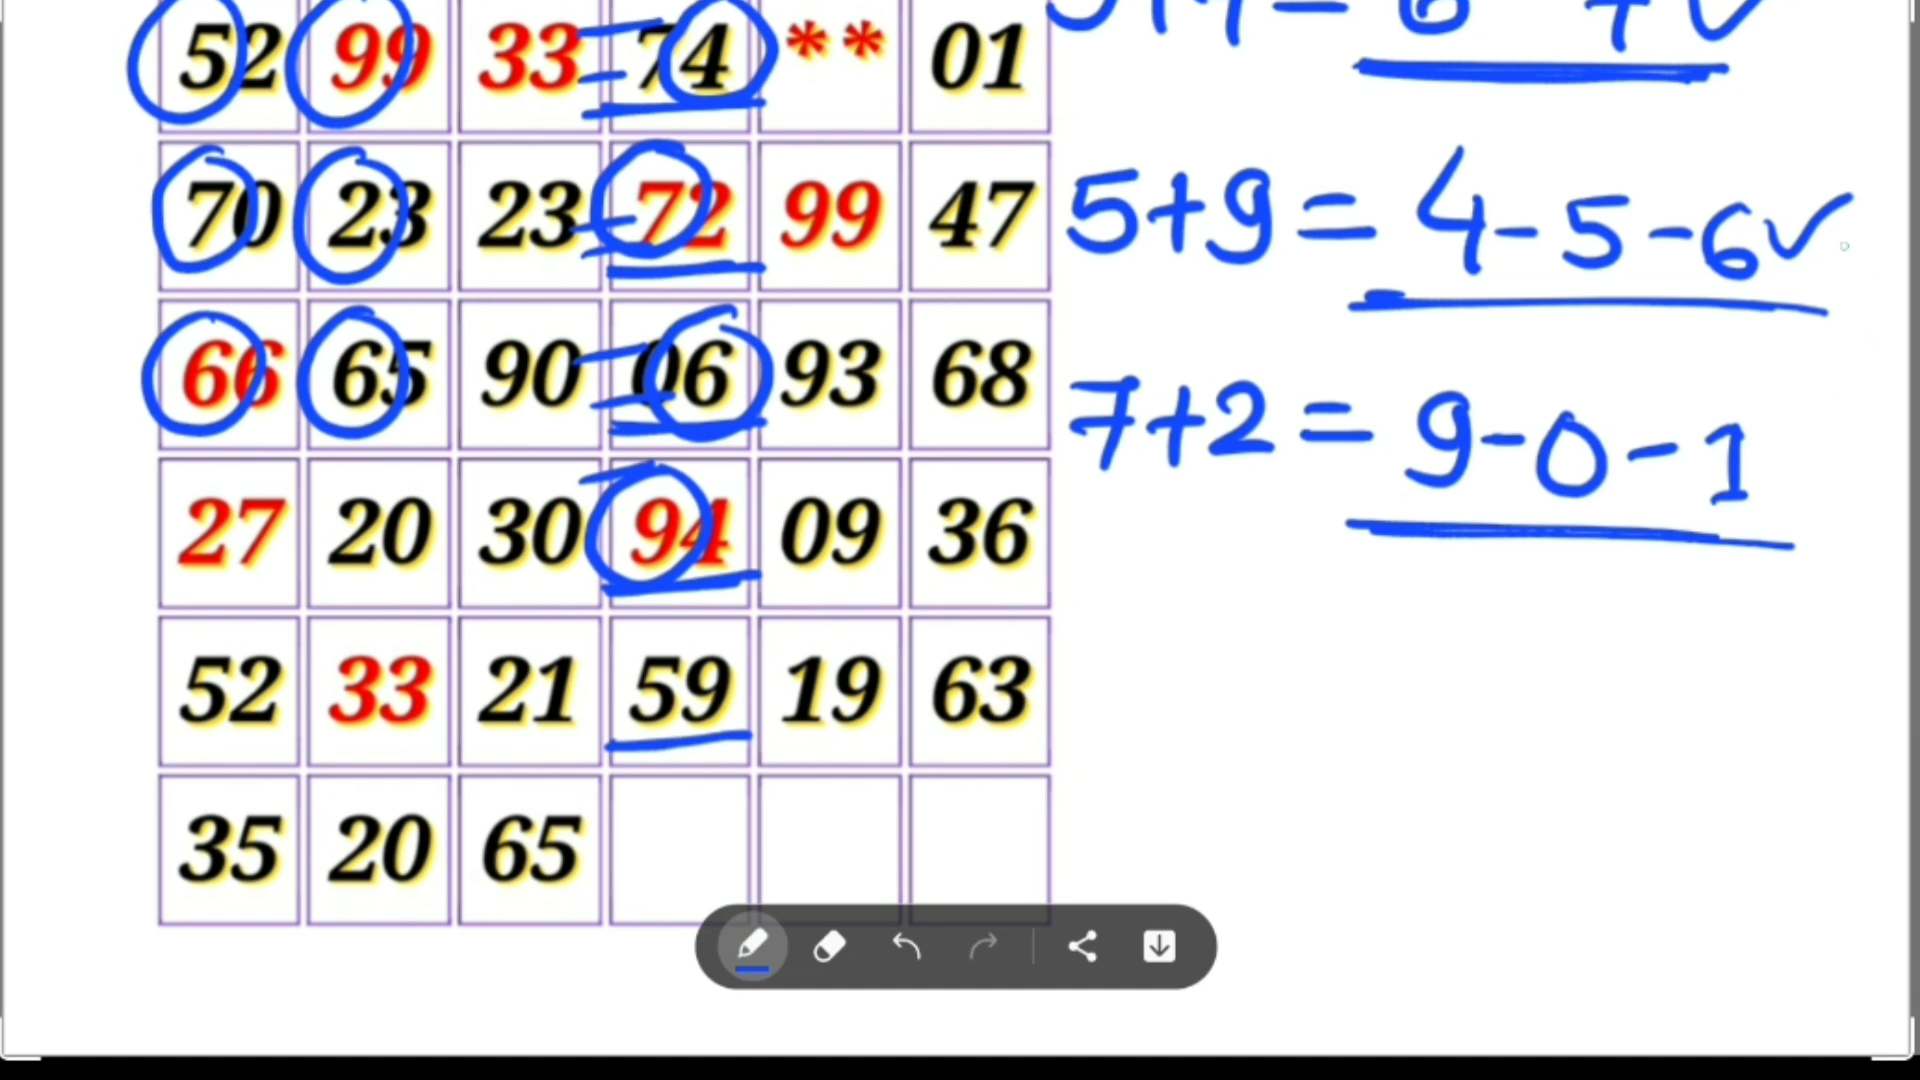 52 99 33 74 ** 01
70 23 23 72 99 47
66 65 90 06 93 68
27 20 30 94 09 36
52 33 21 59 19 63
35 20 65
5+9=4-5-6✓
7+2=9-0-1